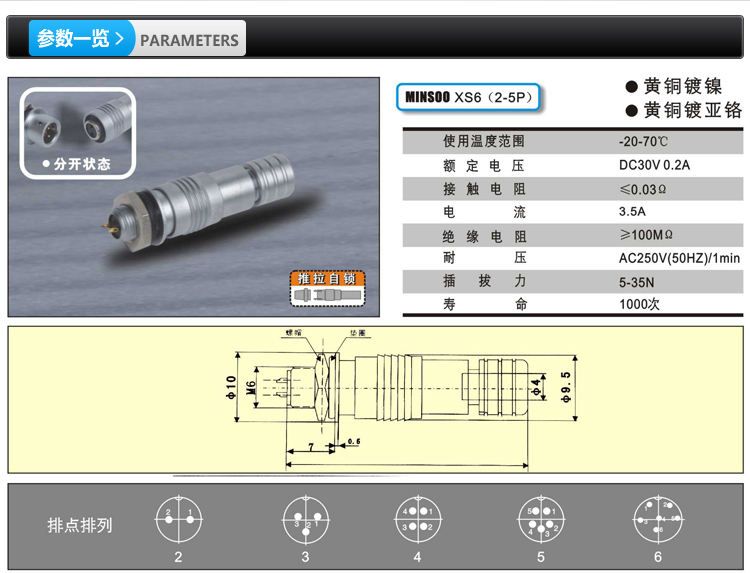 参数一览 PARAMETERS
分开状态
推拉自锁
MINSOO XS6（2-5P）
● 黄铜镀镍
● 黄铜镀亚铬
使用温度范围 -20-70℃
额定电压 DC30V 0.2A
接触电阻 ≤0.03Ω
电流 3.5A
绝缘电阻 ≥100MΩ
耐压 AC250V(50HZ)/1min
插拔力 5-35N
寿命 1000次
螺帽 垫圈
Φ10
M6
Φ4
Φ9.5
7
0.5
排点排列
2 1
3 2 1
4 1 3 2
5 1 4 3 2
1 2 3 4 5 6
2 3 4 5 6